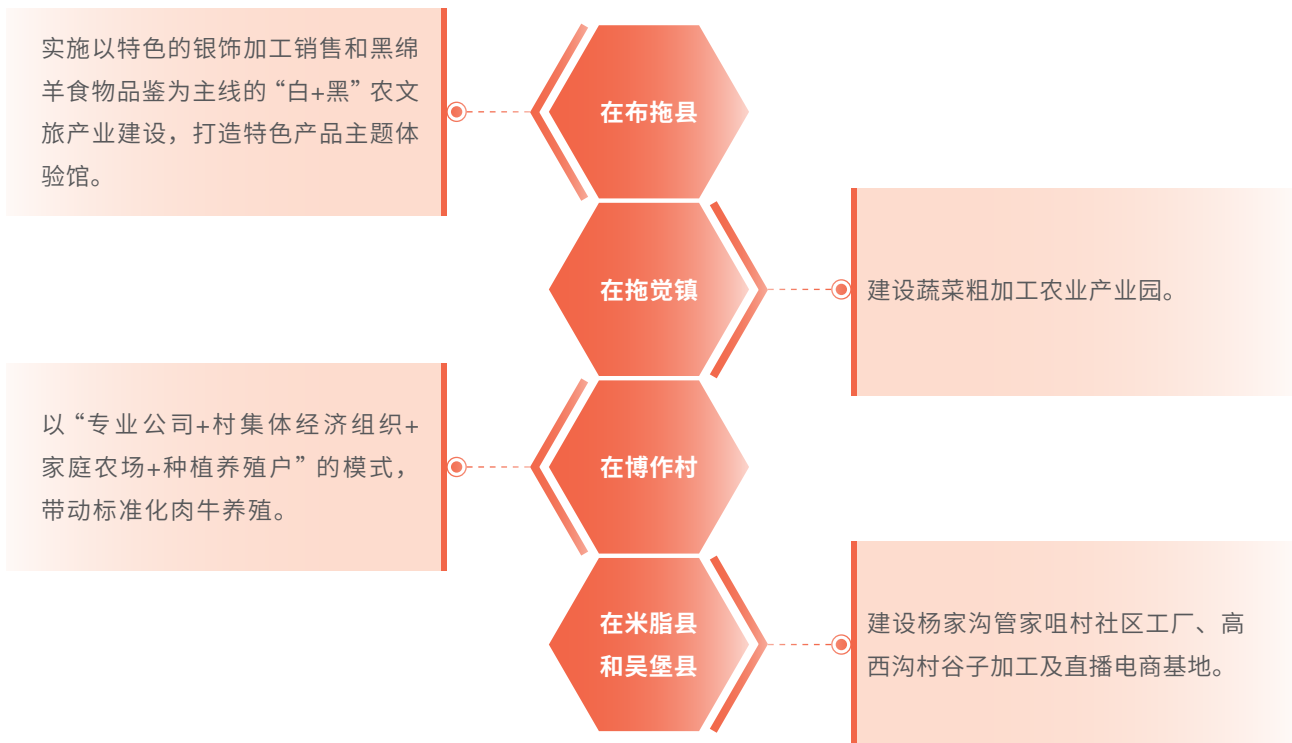 实施以特色的银饰加工销售和黑绵
羊食物品鉴为主线的“白+黑”农文
旅产业建设，打造特色产品主题体
验馆。
在布拖县
在拖觉镇
建设蔬菜粗加工农业产业园。
以“专业公司+村集体经济组织+
家庭农场+种植养殖户”的模式，
带动标准化肉牛养殖。
在博作村
在米脂县
和吴堡县
建设杨家沟管家咀村社区工厂、高
西沟村谷子加工及直播电商基地。